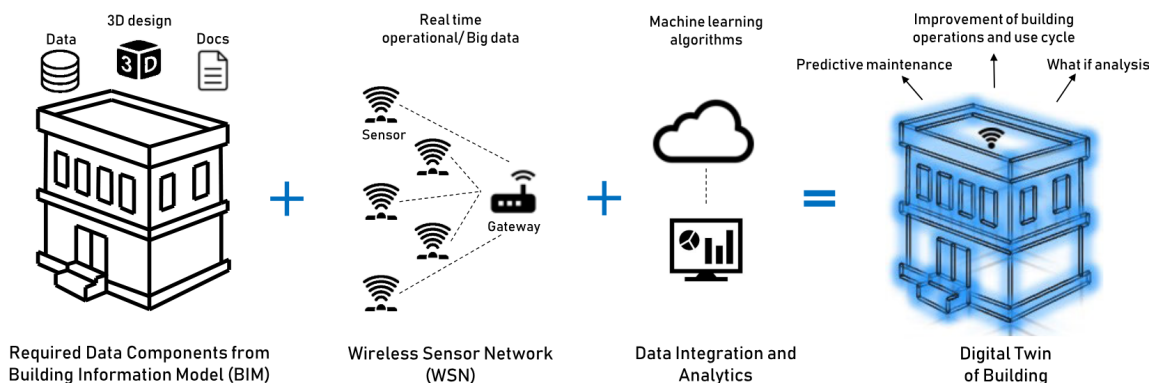 3D design
Data
Docs
3D
Required Data Components from
Building Information Model (BIM)
Real time
operational/ Big data
Sensor
Gateway
Wireless Sensor Network
(WSN)
Machine learning
algorithms
Data Integration and
Analytics
Improvement of building
operations and use cycle
Predictive maintenance
What if analysis
Digital Twin
of Building